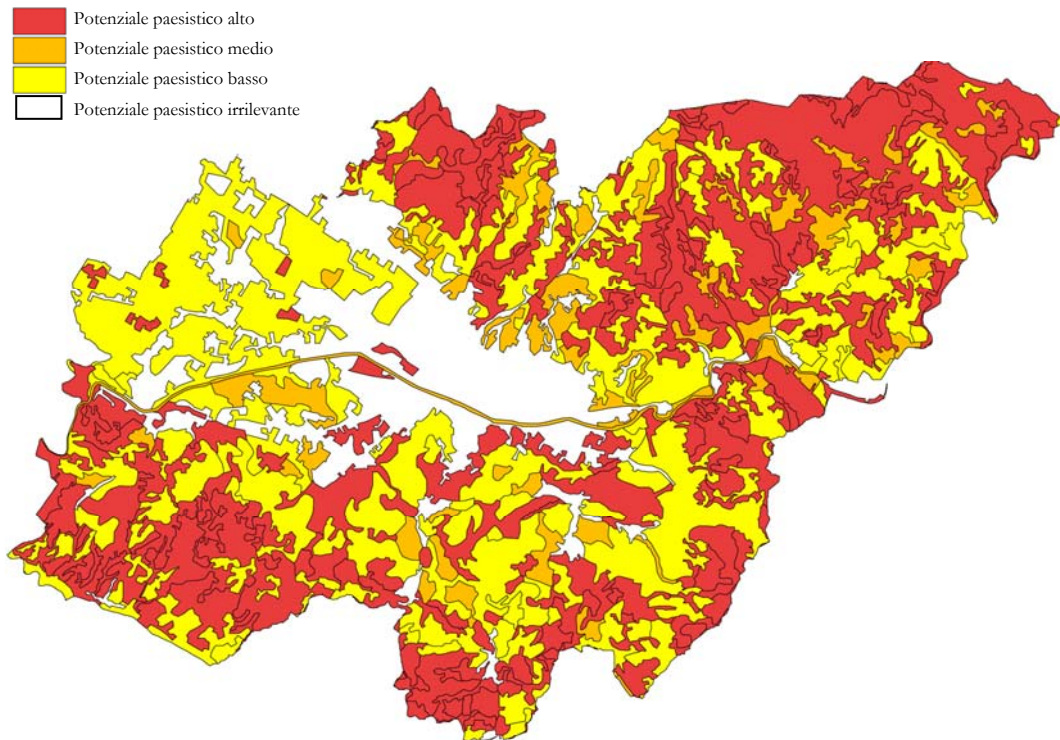 Potenziale paesistico alto
Potenziale paesistico medio
Potenziale paesistico basso
Potenziale paesistico irrilevante